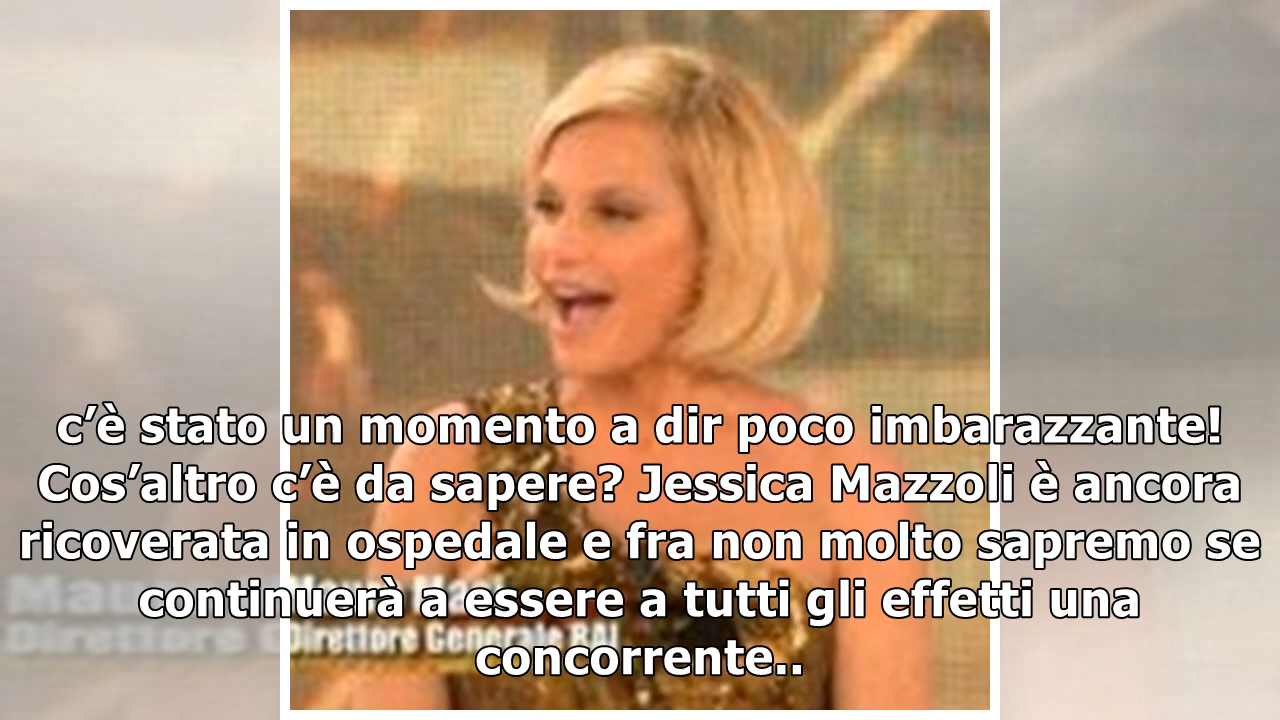 c’è stato un momento a dir poco imbarazzante!
Cos’altro c’è da sapere? Jessica Mazzoli è ancora
ricoverata in ospedale e fra non molto sapremo se
continuerà a essere a tutti gli effetti una
concorrente..
Direttore Generale RAI